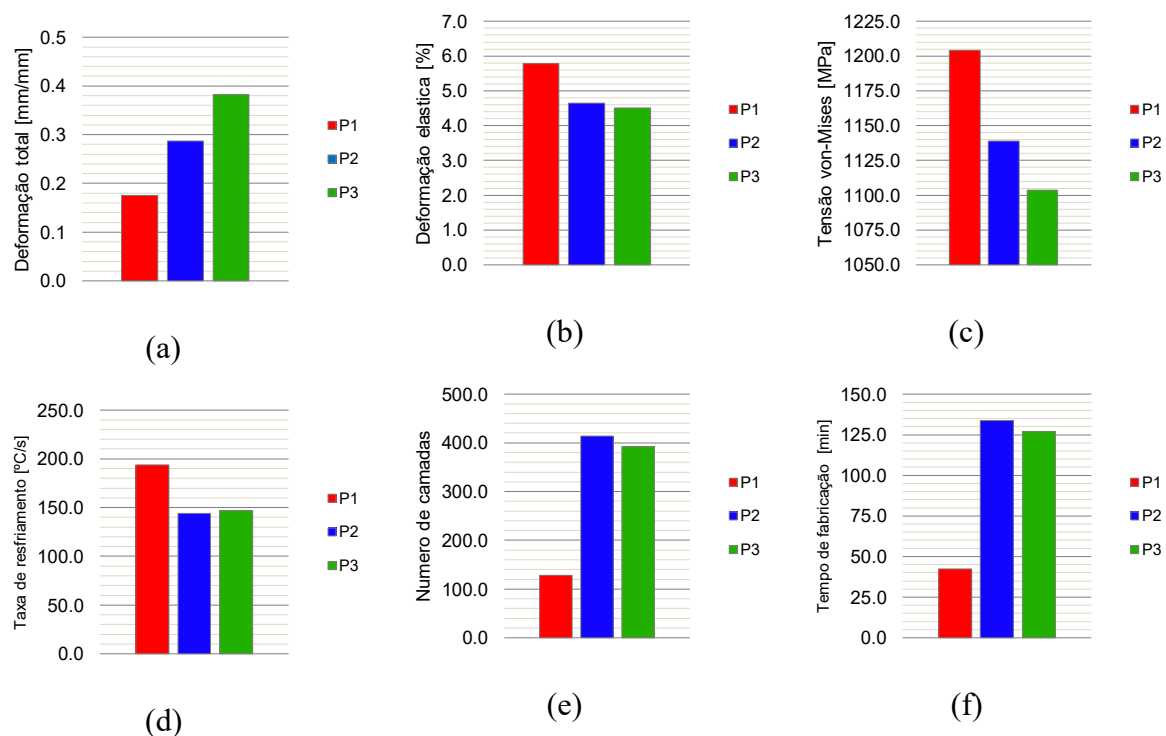 Deformação total [mm/mm]
0.5
0.4
0.3
0.2
0.1
0.0
P1
P2
P3
(a)
Deformação elastica [%]
7.0
6.0
5.0
4.0
3.0
2.0
1.0
0.0
P1
P2
P3
(b)
Tensão von-Mises [MPa]
1225.0
1200.0
1175.0
1150.0
1125.0
1100.0
1075.0
1050.0
P1
P2
P3
(c)
Taxa de resfriamento [ºC/s]
250.0
200.0
150.0
100.0
50.0
0.0
P1
P2
P3
(d)
Numero de camadas
500.0
400.0
300.0
200.0
100.0
0.0
P1
P2
P3
(e)
Tempo de fabricação [min]
150.0
125.0
100.0
75.0
50.0
25.0
0.0
P1
P2
P3
(f)